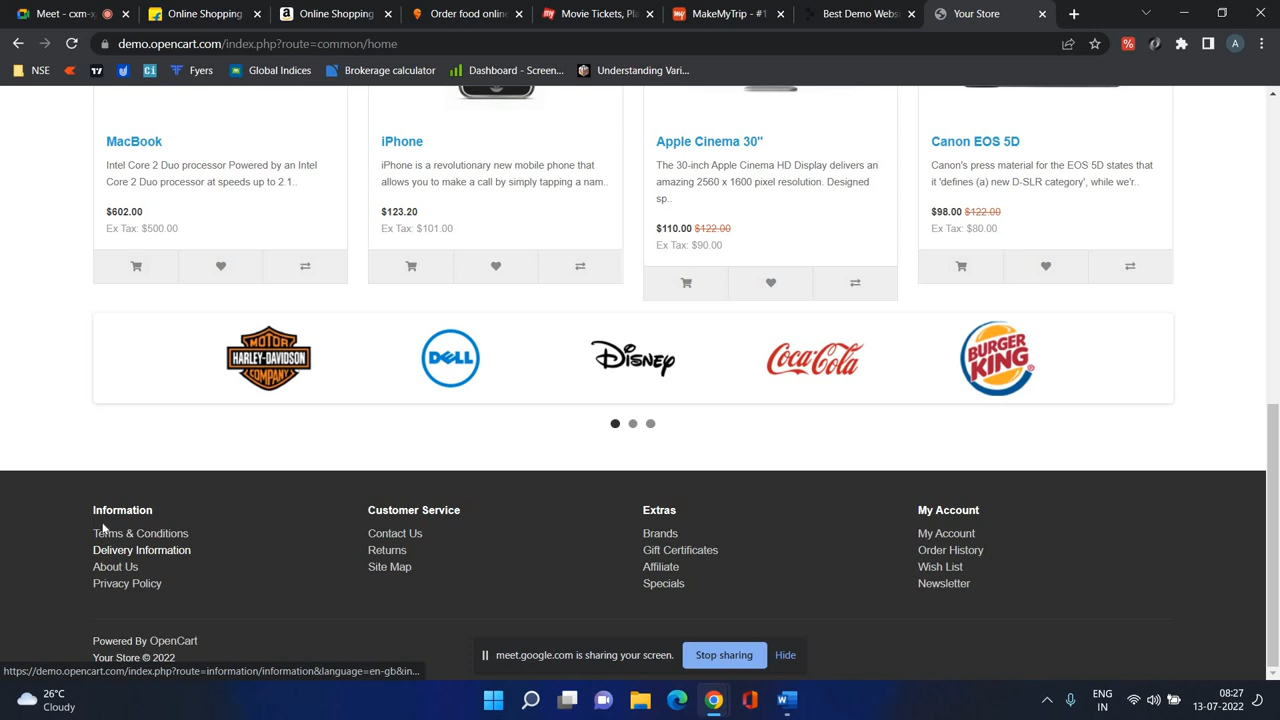 Meet - cxm-x
Online Shopping
Online Shopping
Order food onlin
Movie Tickets, Pla
MakeMyTrip - #1
Best Demo Websi
Your Store
demo.opencart.com/index.php?route=common/home
A
NSE
Fyers
Global Indices
Brokerage calculator
Dashboard - Screen...
Understanding Vari...
MacBook
Intel Core 2 Duo processor Powered by an Intel
Core 2 Duo processor at speeds up to 2.1..
$602.00
Ex Tax: $500.00
iPhone
iPhone is a revolutionary new mobile phone that
allows you to make a call by simply tapping a nam..
$123.20
Ex Tax: $101.00
Apple Cinema 30"
The 30-inch Apple Cinema HD Display delivers an
amazing 2560 x 1600 pixel resolution. Designed
sp..
$110.00 $122.00
Ex Tax: $90.00
Canon EOS 5D
Canon's press material for the EOS 5D states that
it 'defines (a) new D-SLR category', while we'r..
$98.00 $122.00
Ex Tax: $80.00
MOTOR
HARLEY-DAVIDSON
COMPANY
DELL
Disney
Coca-Cola
BURGER
KING
Information
Terms & Conditions
Delivery Information
About Us
Privacy Policy
Customer Service
Contact Us
Returns
Site Map
Extras
Brands
Gift Certificates
Affiliate
Specials
My Account
My Account
Order History
Wish List
Newsletter
Powered By OpenCart
Your Store © 2022
meet.google.com is sharing your screen.
Stop sharing
Hide
https://demo.opencart.com/index.php?route=information/information&language=en-gb&in...
26°C
Cloudy
ENG
IN
08:27
13-07-2022